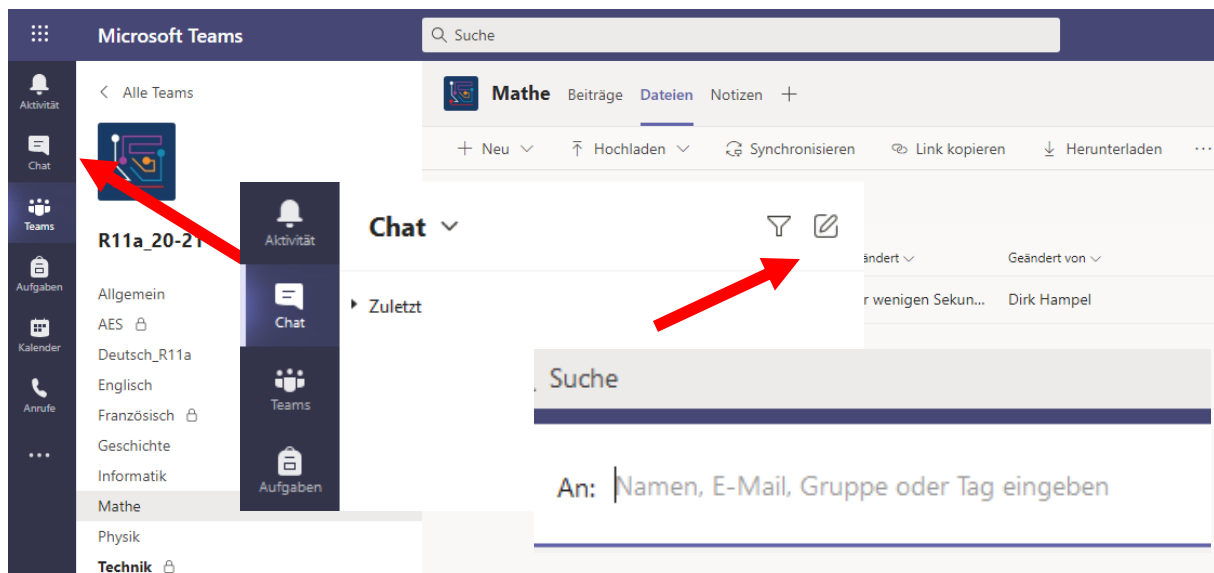 Microsoft Teams
Suche
Aktivität
Chat
Teams
Aufgaben
Kalender
Anrufe
Alle Teams
R11a_20-21
Allgemein
AES
Deutsch_R11a
Englisch
Französisch
Geschichte
Informatik
Mathe
Physik
Technik
Mathe Beiträge Dateien Notizen
Neu Hochladen Synchronisieren Link kopieren Herunterladen
ändert Geändert von
r wenigen Sekun... Dirk Hampel
Aktivität
Chat
Teams
Aufgaben
Chat
Zuletzt
Suche
An: Namen, E-Mail, Gruppe oder Tag eingeben